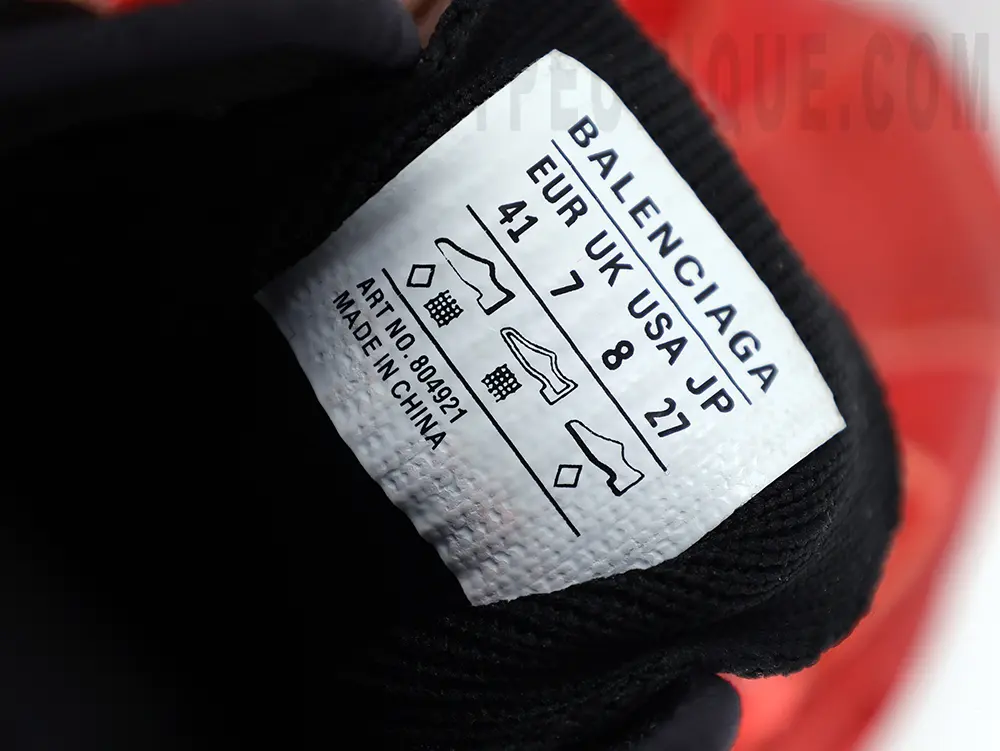 BALENCIAGA
EUR UK USA JP
41 7 8 27
ART NO. 804921
MADE IN CHINA